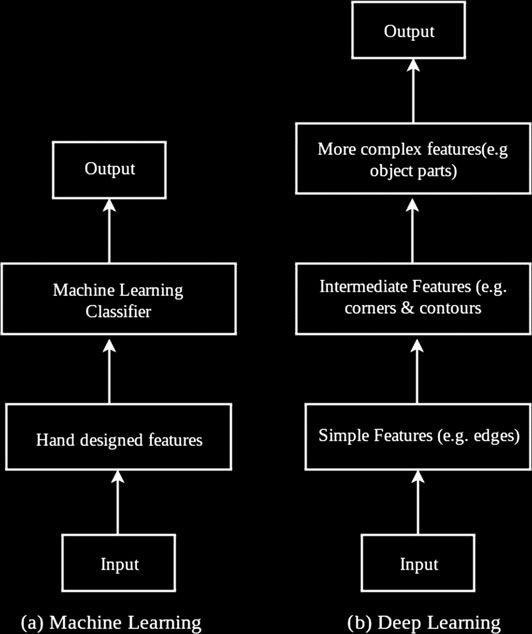 Output
Machine Learning
Classifier
Hand designed features
Input
(a) Machine Learning
Output
More complex features(e.g
object parts)
Intermediate Features (e.g.
corners & contours
Simple Features (e.g. edges)
Input
(b) Deep Learning